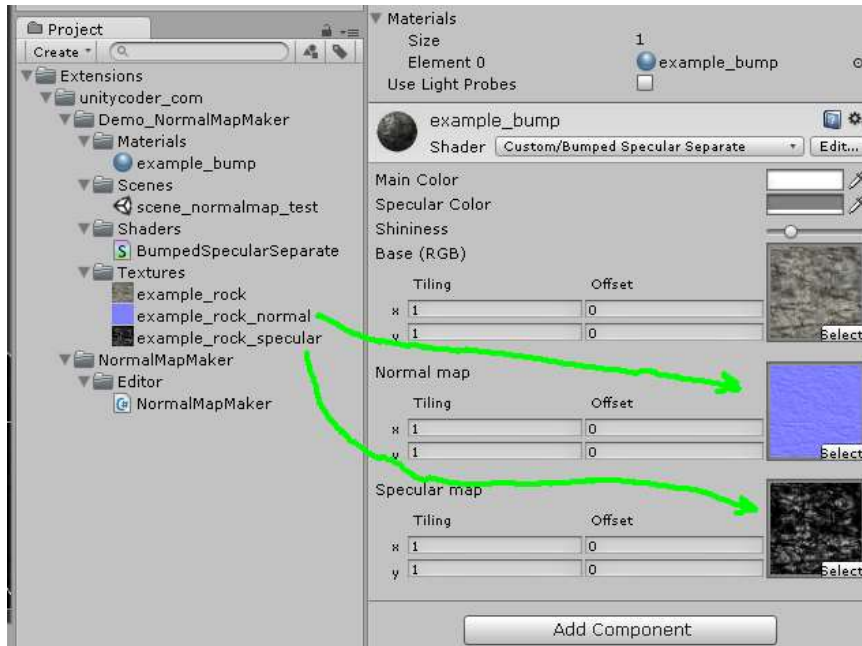 Project
Create
Extensions
unitycoder_com
Demo_NormalMapMaker
Materials
example_bump
Scenes
scene_normalmap_test
Shaders
BumpedSpecularSeparate
Textures
example_rock
example_rock_normal
example_rock_specular
NormalMapMaker
Editor
NormalMapMaker
Materials
Size 1
Element 0 example_bump
Use Light Probes
example_bump
Shader Custom/Bumped Specular Separate Edit...
Main Color
Specular Color
Shininess
Base (RGB)
Tiling Offset
x 1 0
y 1 0
Select
Normal map
Tiling Offset
x 1 0
y 1 0
Select
Specular map
Tiling Offset
x 1 0
y 1 0
Select
Add Component